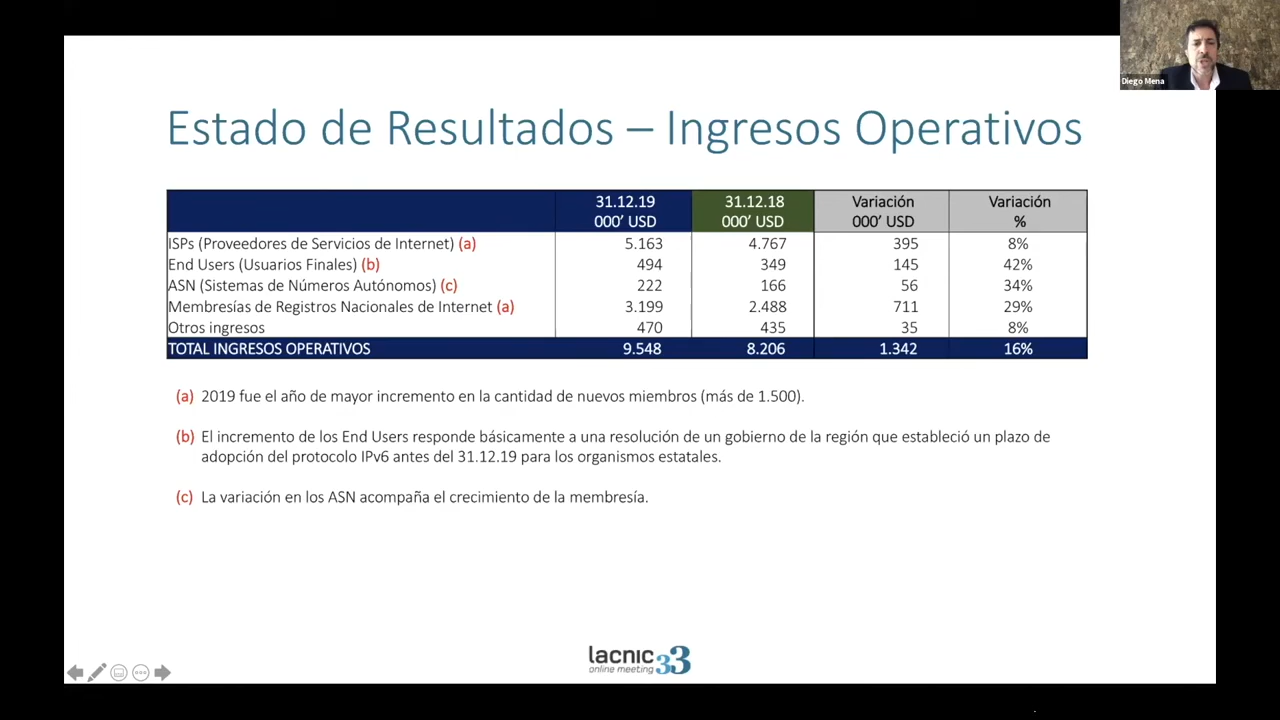 Diego Mena
Estado de Resultados – Ingresos Operativos
31.12.19 31.12.18 Variación Variación
000’ USD 000’ USD 000’ USD %
ISPs (Proveedores de Servicios de Internet) (a) 5.163 4.767 395 8%
End Users (Usuarios Finales) (b) 494 349 145 42%
ASN (Sistemas de Números Autónomos) (c) 222 166 56 34%
Membresías de Registros Nacionales de Internet (a) 3.199 2.488 711 29%
Otros ingresos 470 435 35 8%
TOTAL INGRESOS OPERATIVOS 9.548 8.206 1.342 16%
(a) 2019 fue el año de mayor incremento en la cantidad de nuevos miembros (más de 1.500).
(b) El incremento de los End Users responde básicamente a una resolución de un gobierno de la región que estableció un plazo de
adopción del protocolo IPv6 antes del 31.12.19 para los organismos estatales.
(c) La variación en los ASN acompaña el crecimiento de la membresía.
lacnic 33
online meeting